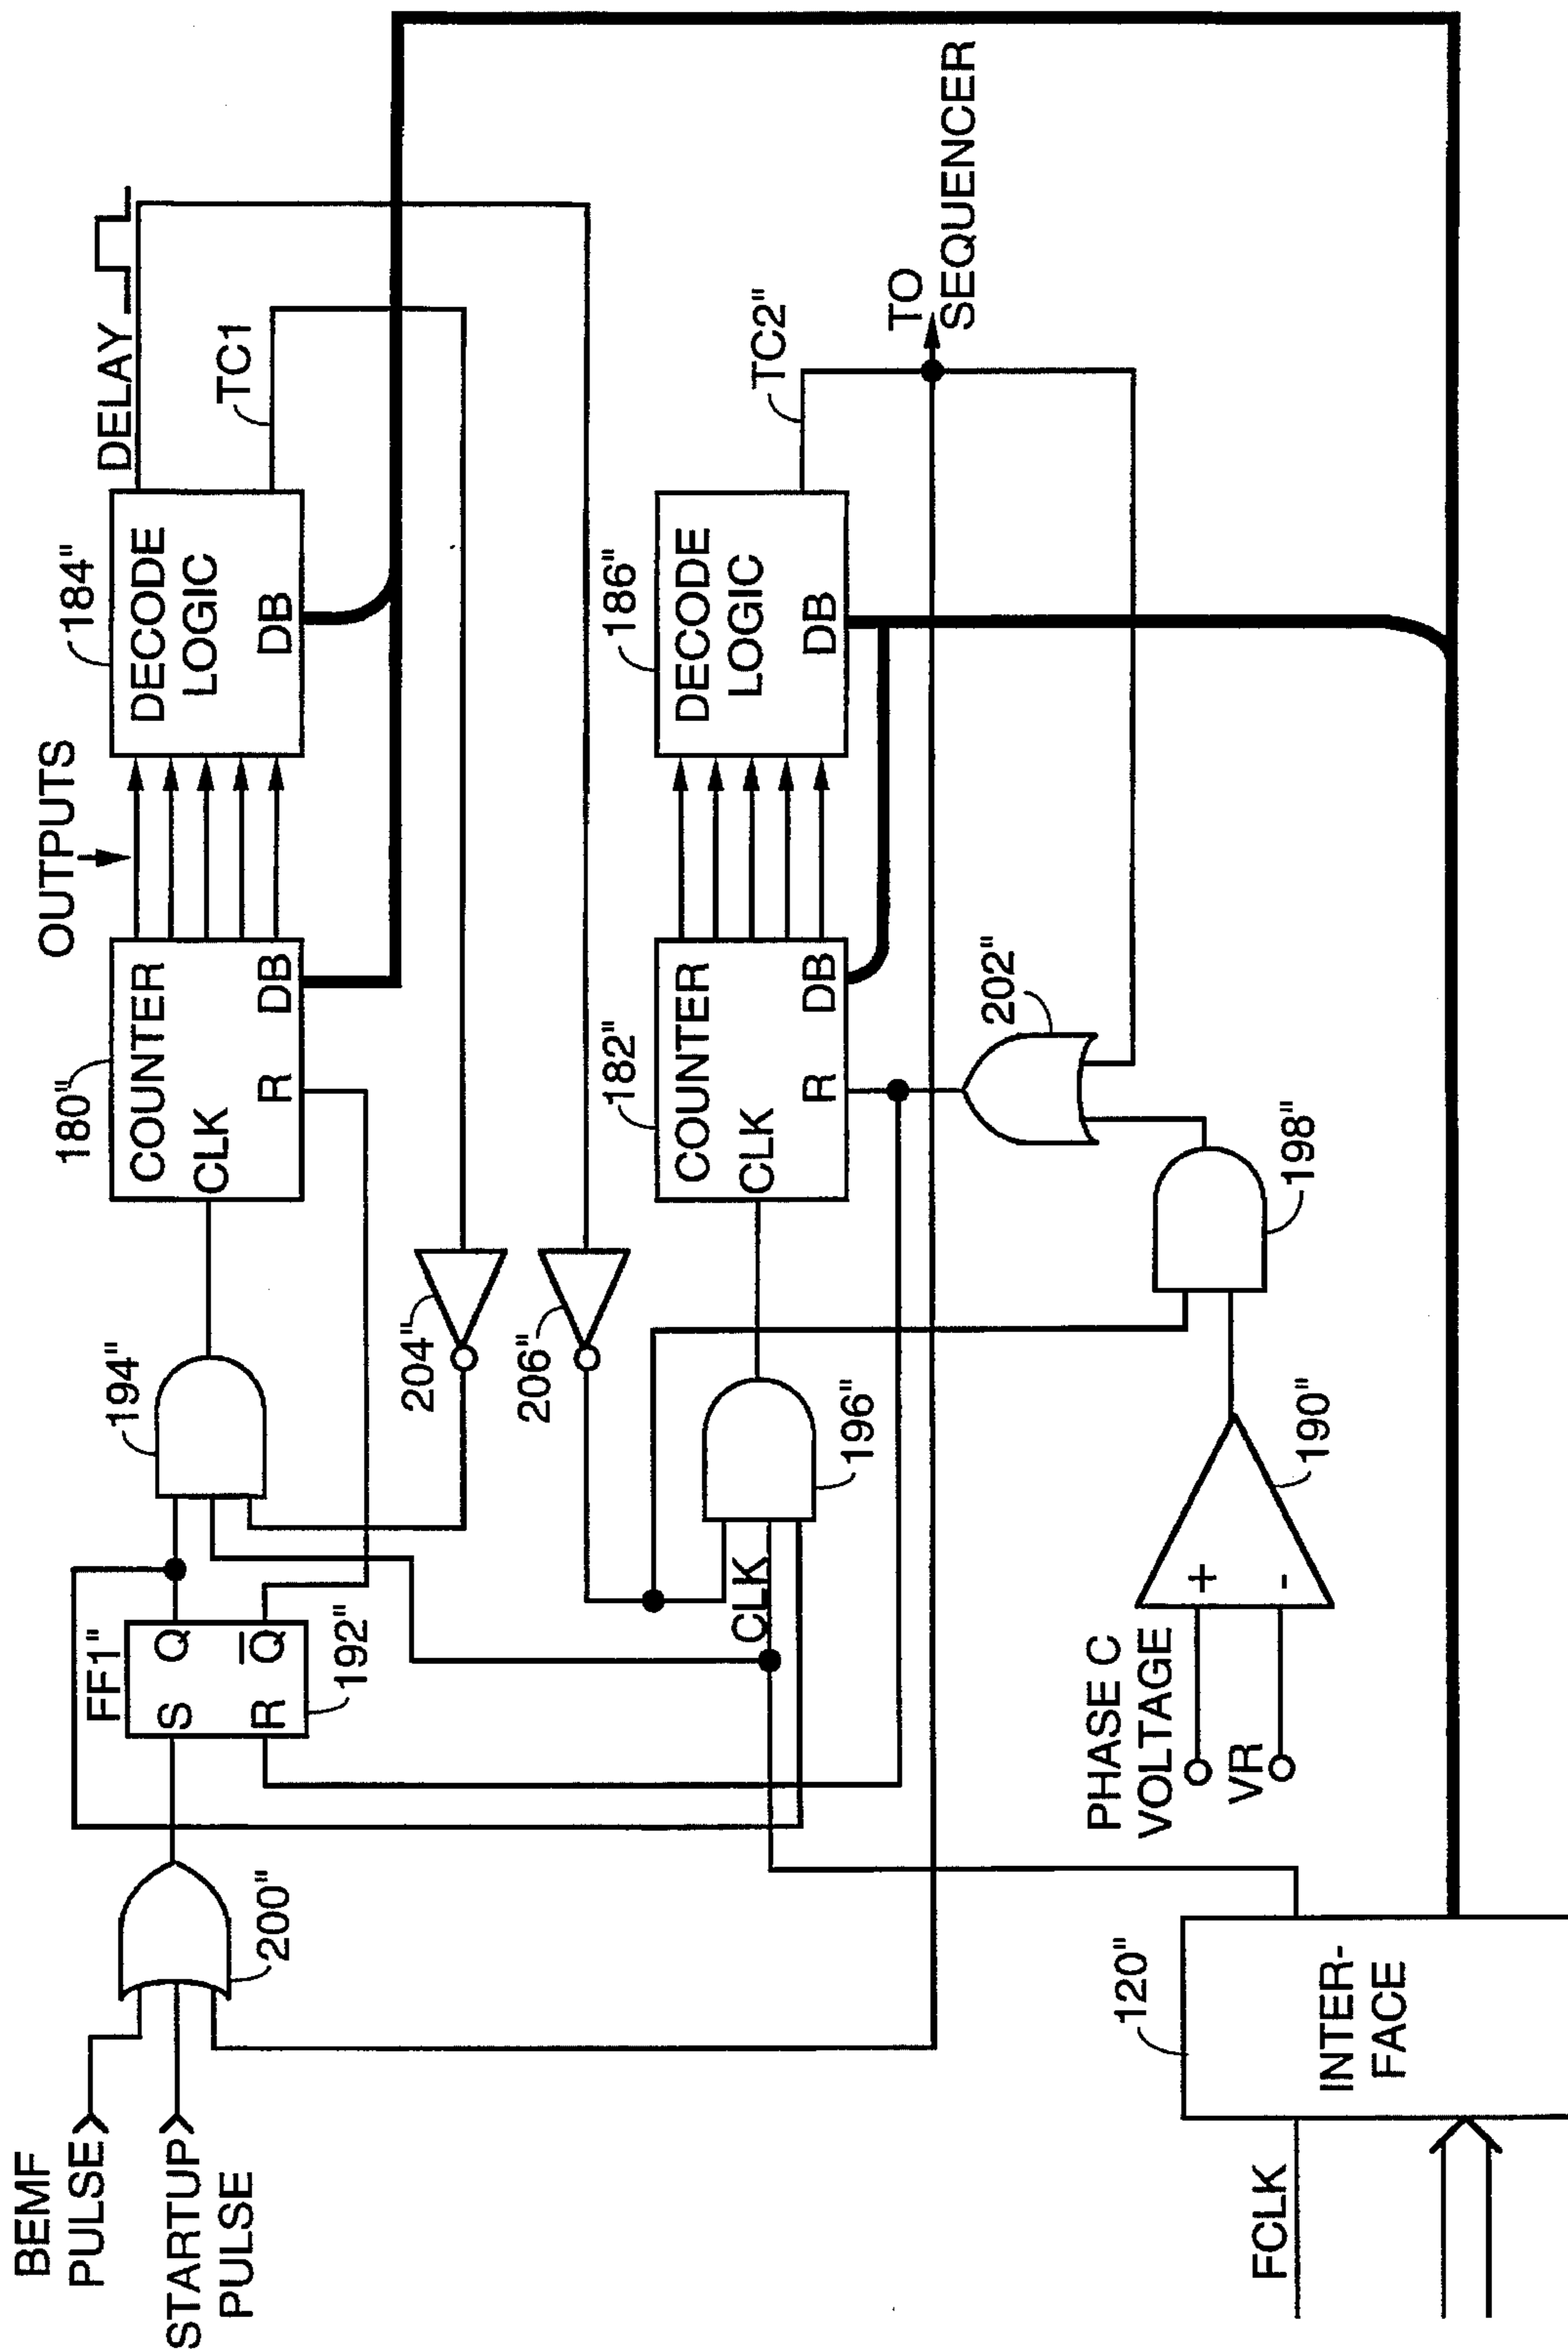 BEMF
PULSE
STARTUP
PULSE
200"
FF1"
S
Q
R
Q
192"
194"
180"
COUNTER
CLK
R
DB
OUTPUTS
184"
DECODE
LOGIC
DB
DELAY
TC1
204"
206"
CLK
196"
182"
COUNTER
CLK
R
DB
186"
DECODE
LOGIC
DB
TC2"
TO
SEQUENCER
202"
198"
PHASE C
VOLTAGE
VR
+
-
190"
120"
INTER-
FACE
FCLK